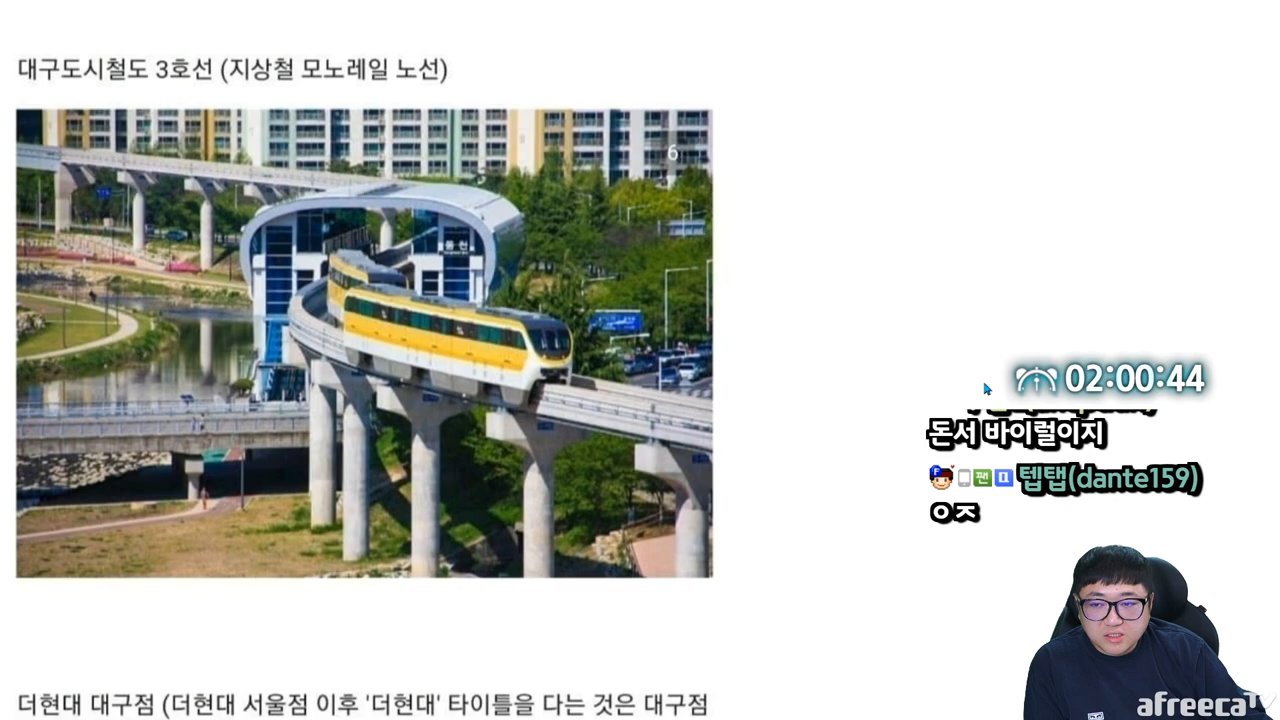 대구도시철도 3호선 (지상철 모노레일 노선)
6
동천
02:00:44
돈서 바이럴이지
텝탭(dante159)
ㅇㅈ
더현대 대구점 (더현대 서울점 이후 '더현대' 타이틀을 다는 것은 대구점
afreecaTV